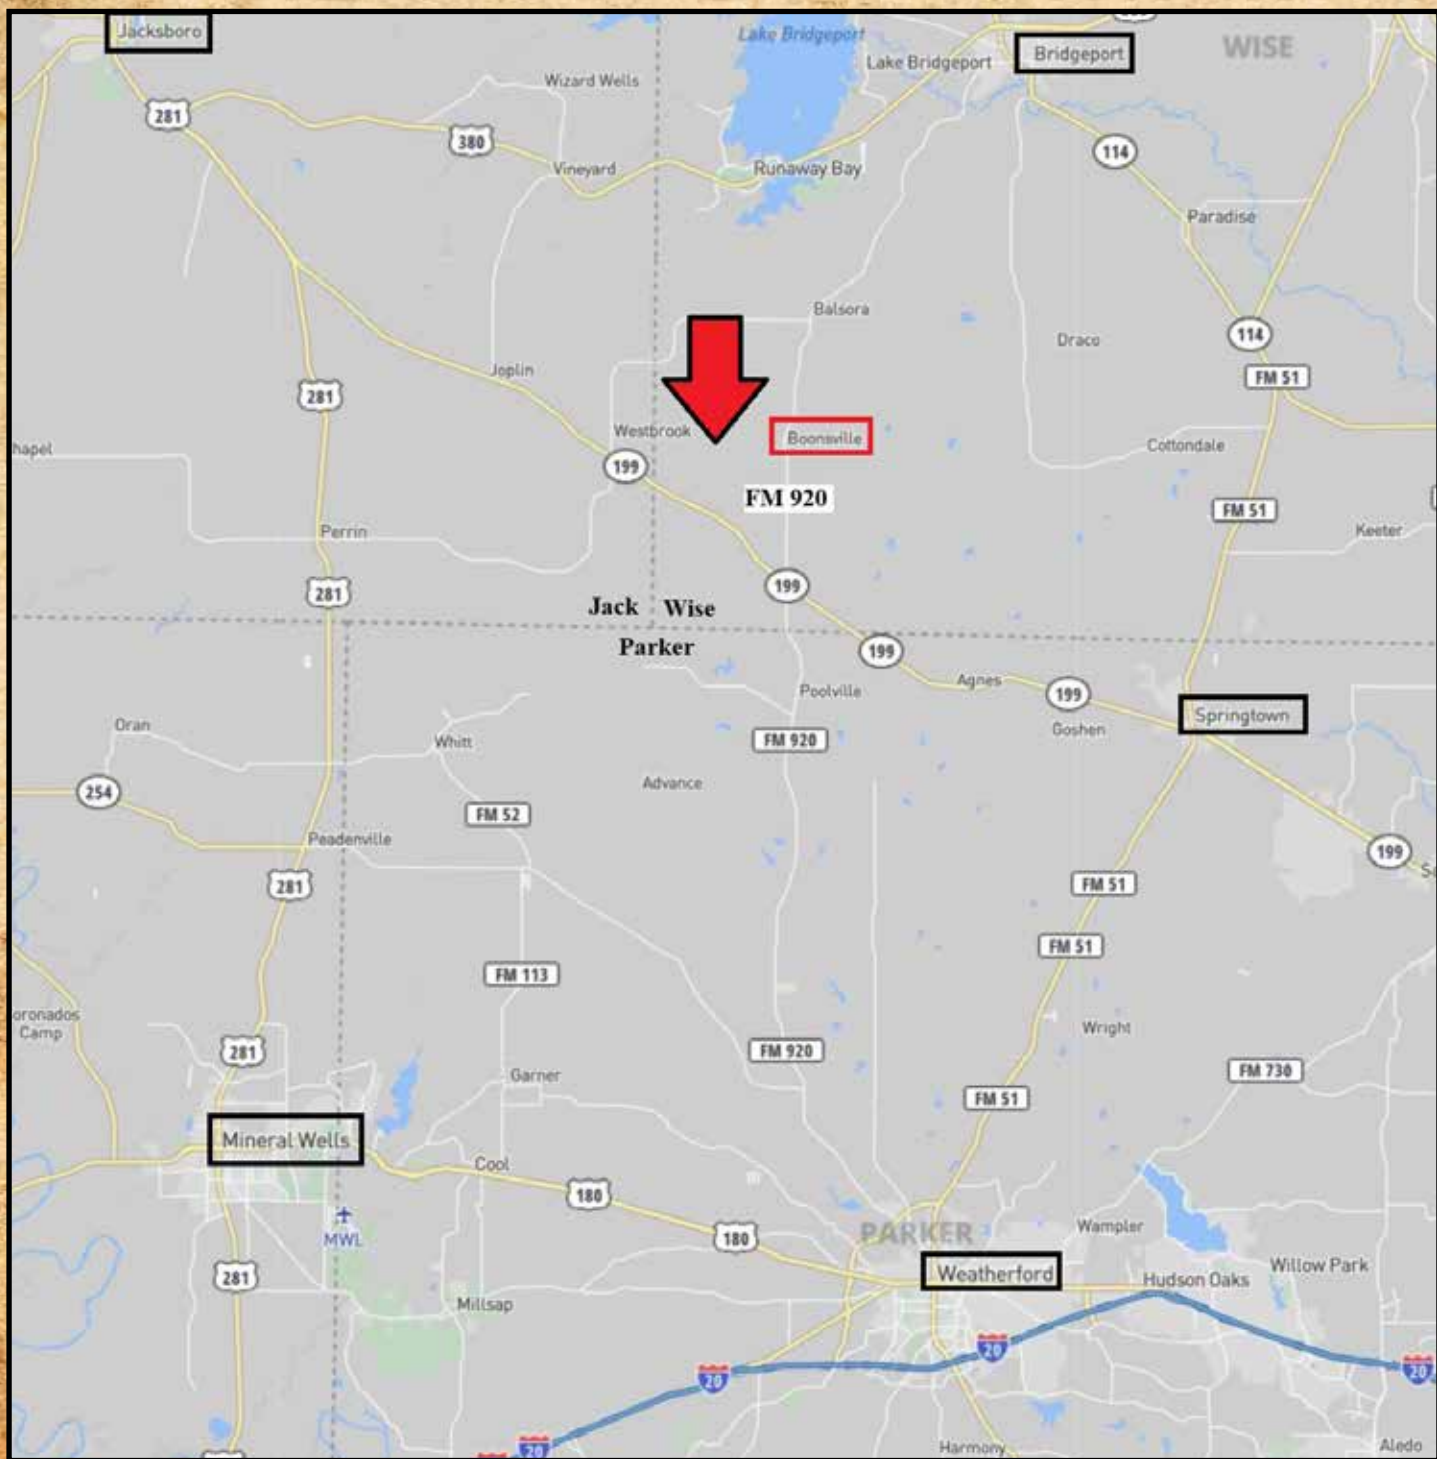 Jacksboro
Lake Bridgeport
Lake Bridgeport
Bridgeport
WISE
Wizard Wells
281
380
114
Vineyard
Runaway Bay
Paradise
Balsora
114
Draco
Joplin
FM 51
281
Westbrook
Boonsville
Cottondale
hapel
199
FM 920
FM 51
Perrin
Keeter
281
199
Jack
Wise
Parker
199
Agnes
199
Poolville
Springtown
Oran
Goshen
Whitt
FM 920
Advance
254
FM 52
Peadenville
199
281
FM 51
FM 51
FM 113
oronados
Camp
Wright
281
FM 920
Garner
FM 730
FM 51
Mineral Wells
Cool
180
MWL
180
PARKER
Wampler
281
Weatherford
Hudson Oaks
Willow Park
Millsap
20
20
20
20
Harmony
Aledo